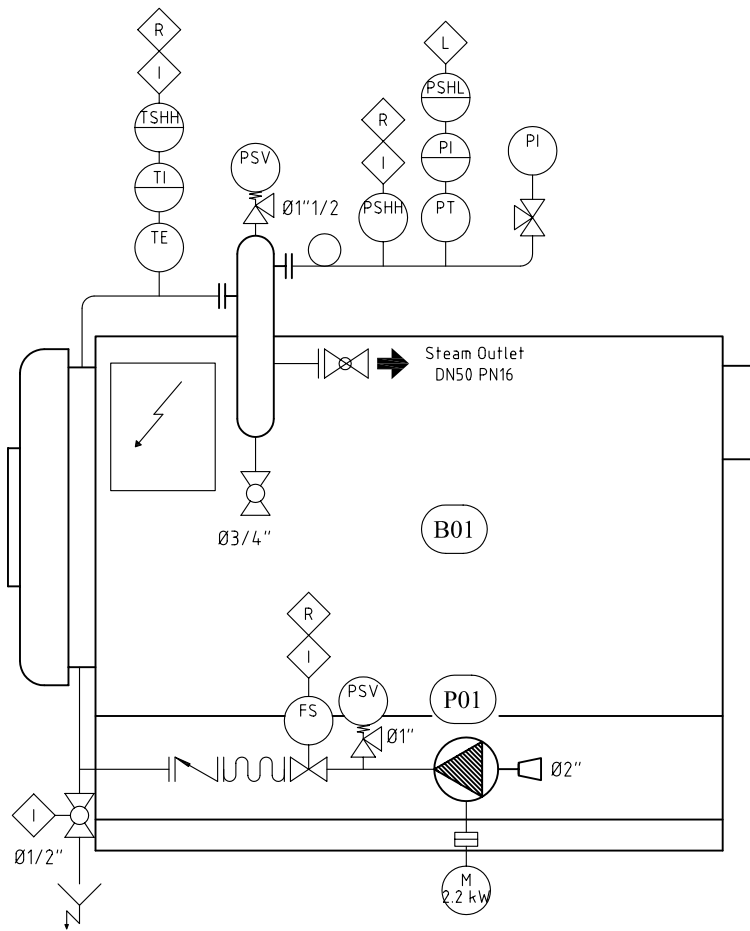 R
L
I
PSHL
TSHH
R
PSV
PI
PI
I
TI
PSHH
PT
Ø1"1/2
TE
Steam Outlet
DN50 PN16
B01
Ø3/4"
R
I
PSV
P01
FS
Ø1"
Ø2"
I
Ø1/2"
M
2.2 kW